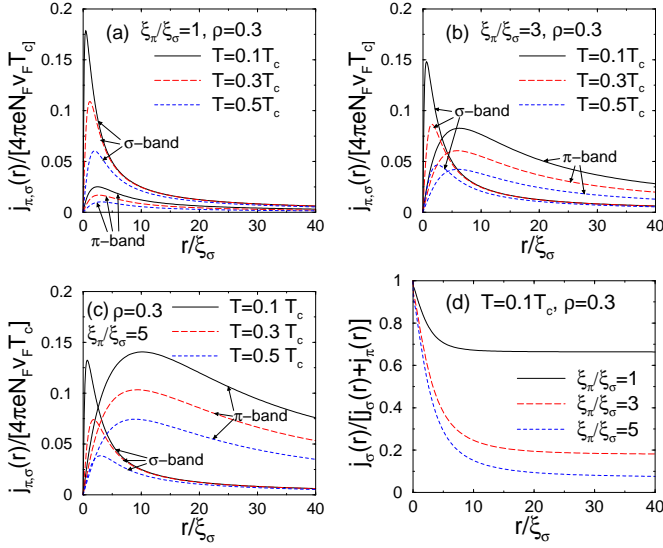 (a) ξπ/ξσ=1, ρ=0.3
T=0.1Tc
T=0.3Tc
T=0.5Tc
σ−band
π−band
jπ,σ(r)/[4πeNFvFTc]
0.2
0.15
0.1
0.05
0
0 10 20 30 40
r/ξσ
(b) ξπ/ξσ=3, ρ=0.3
T=0.1Tc
T=0.3Tc
T=0.5Tc
σ−band
π−band
jπ,σ(r)/[4πeNFvFTc]
0.2
0.15
0.1
0.05
0
0 10 20 30 40
r/ξσ
(c) ρ=0.3
ξπ/ξσ=5
T=0.1 Tc
T=0.3 Tc
T=0.5 Tc
π−band
σ−band
jπ,σ(r)/[4πeNFvFTc]
0.2
0.15
0.1
0.05
0
0 10 20 30 40
r/ξσ
(d) T=0.1Tc, ρ=0.3
ξπ/ξσ=1
ξπ/ξσ=3
ξπ/ξσ=5
jσ(r)/[jσ(r)+jπ(r)]
1
0.8
0.6
0.4
0.2
0
0 10 20 30 40
r/ξσ